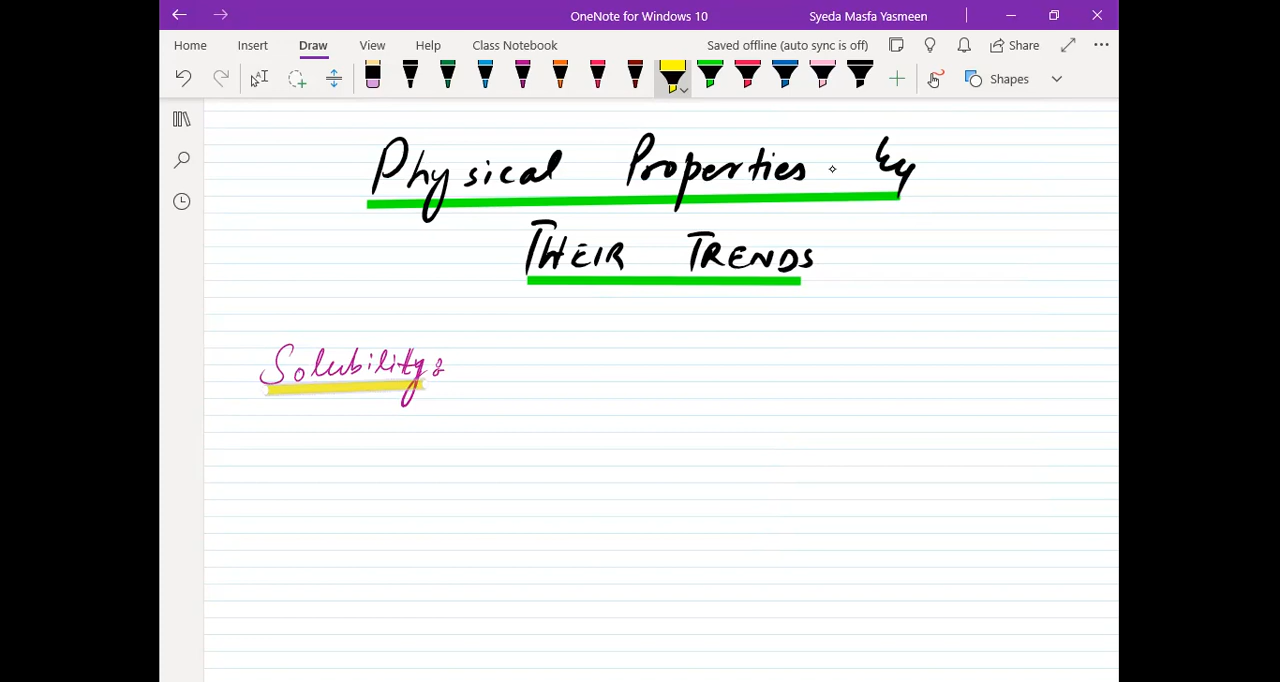 OneNote for Windows 10
Syeda Masfa Yasmeen
Home Insert Draw View Help Class Notebook
Saved offline (auto sync is off)
Share
Shapes
Physical Properties &
THEIR TRENDS
Solubility: